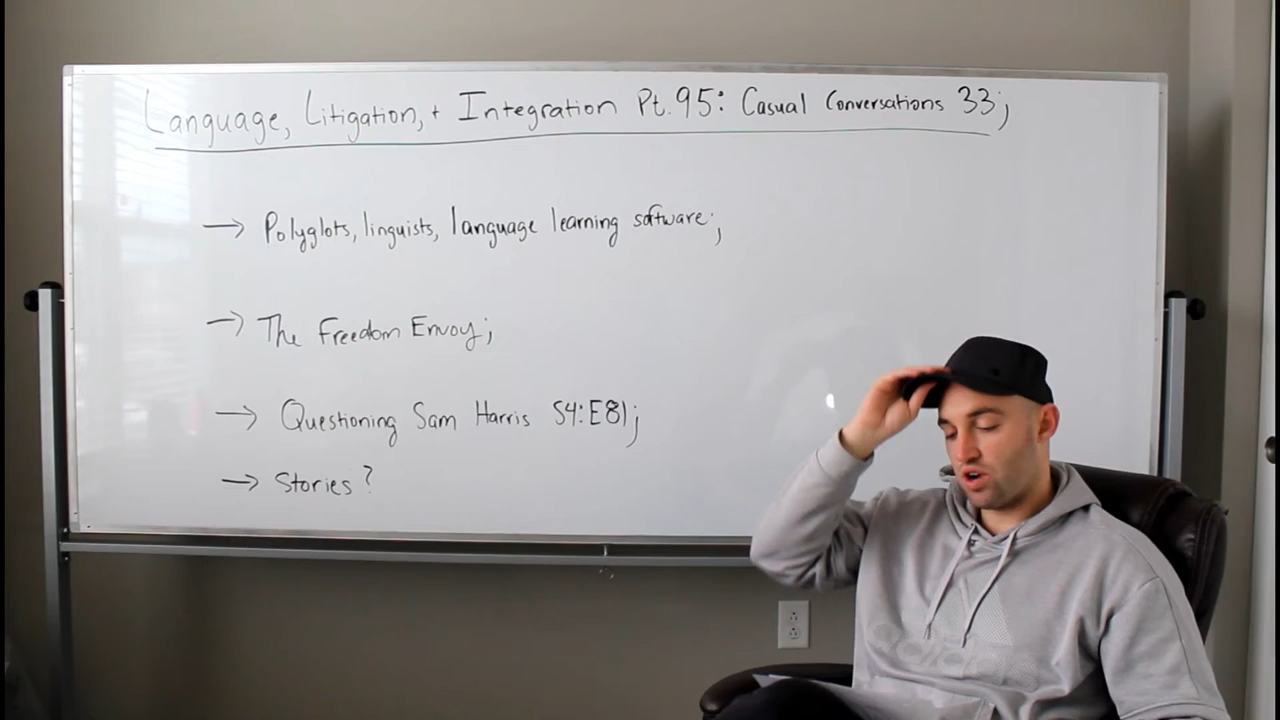 Language, Litigation, + Integration Pt. 95: Casual Conversations 33;
→ Polyglots, linguists, language learning software;
→ The Freedom Envoy;
→ Questioning Sam Harris S4:E81;
→ Stories?
adidas